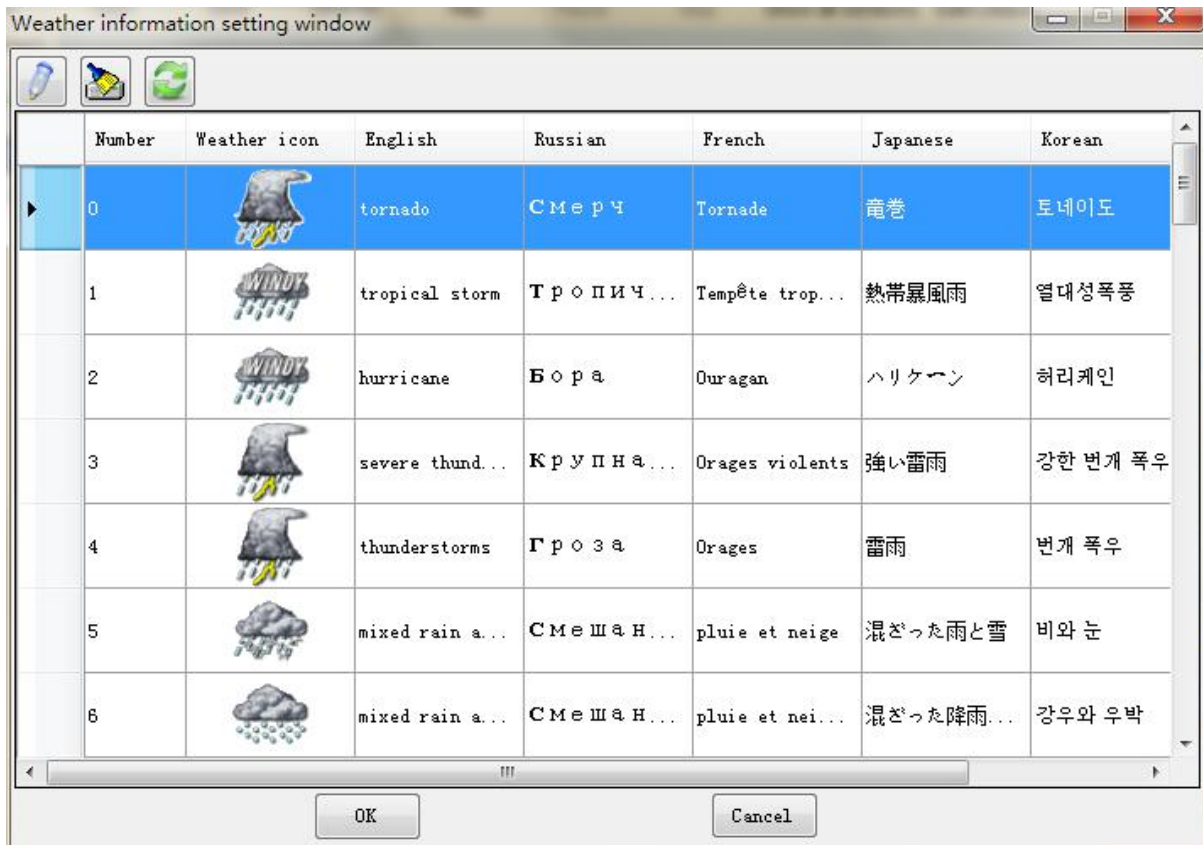 Weather information setting window
Number Weather icon English Russian French Japanese Korean
0 tornado Смерч Tornade 竜巻 토네이도
1 WINDY tropical storm Тропич... Tempête trop... 熱帯暴風雨 열대성폭풍
2 WINDY hurricane Бора Ouragan ハリケーン 허리케인
3 severe thund... Крупна... Orages violents 強い雷雨 강한 번개 폭우
4 thunderstorms Гроза Orages 雷雨 번개 폭우
5 mixed rain a... Смешан... pluie et neige 混ざった雨と雪 비와 눈
6 mixed rain a... Смешан... pluie et nei... 混ざった降雨... 강우와 우박
OK Cancel